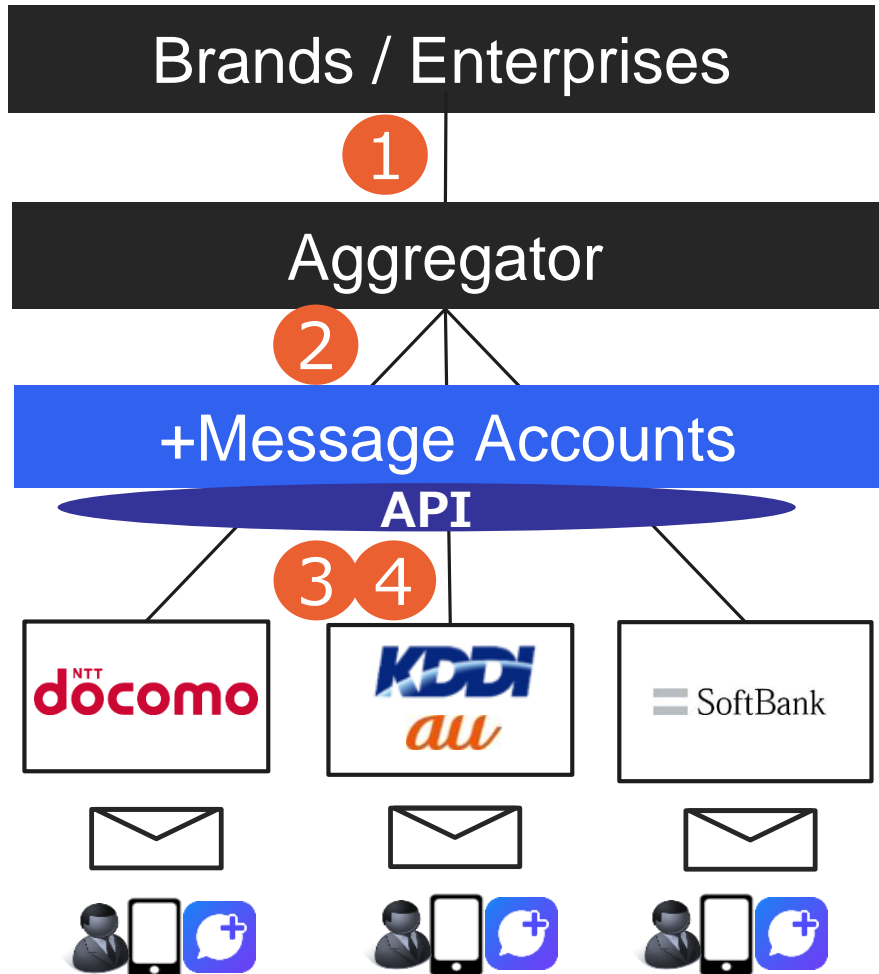 Brands / Enterprises
1
Aggregator
2
+Message Accounts
API
3 4
NTT
docomo
KDDI
au
SoftBank